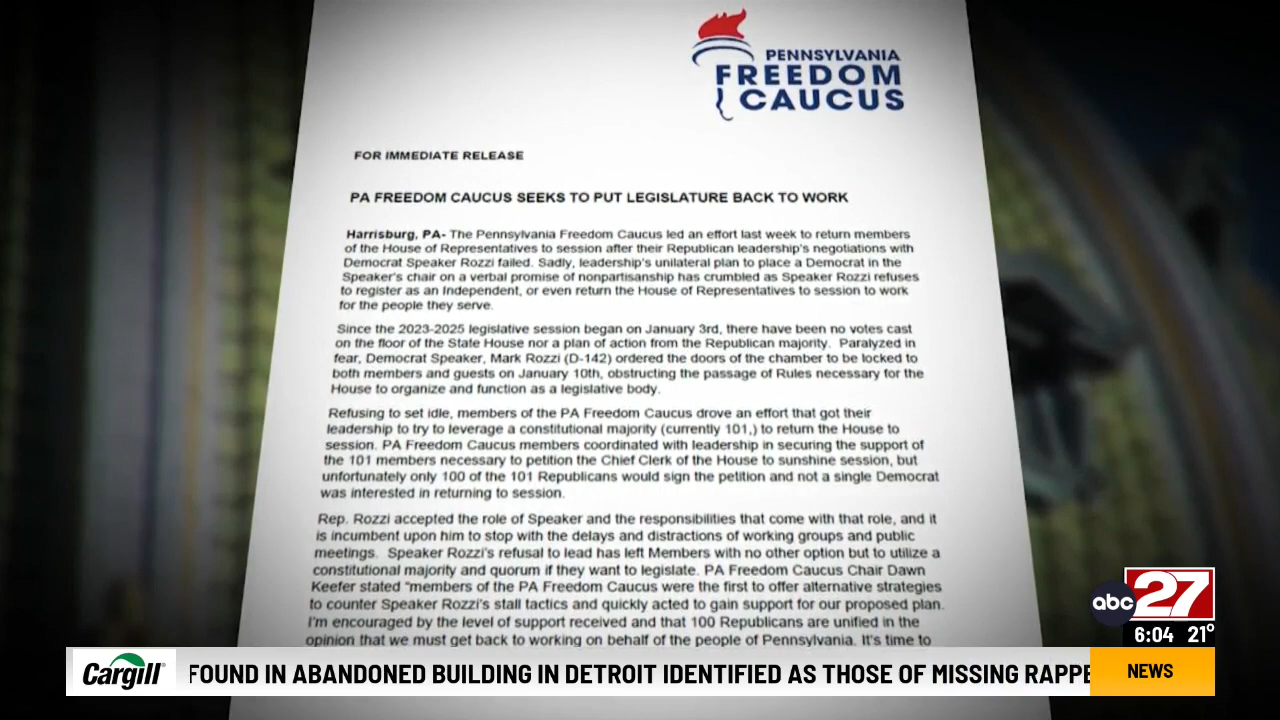 PENNSYLVANIA
FREEDOM
CAUCUS
FOR IMMEDIATE RELEASE
PA FREEDOM CAUCUS SEEKS TO PUT LEGISLATURE BACK TO WORK
Harrisburg, PA- The Pennsylvania Freedom Caucus led an effort last week to return members
of the House of Representatives to session after their Republican leadership's negotiations with
Democrat Speaker Rozzi failed. Sadly, leadership's unilateral plan to place a Democrat in the
Speaker's chair on a verbal promise of nonpartisanship has crumbled as Speaker Rozzi refuses
to register as an Independent, or even return the House of Representatives to session to work
for the people they serve.
Since the 2023-2025 legislative session began on January 3rd, there have been no votes cast
on the floor of the State House nor a plan of action from the Republican majority. Paralyzed in
fear, Democrat Speaker, Mark Rozzi (D-142) ordered the doors of the chamber to be locked to
both members and guests on January 10th, obstructing the passage of Rules necessary for the
House to organize and function as a legislative body.
Refusing to set idle, members of the PA Freedom Caucus drove an effort that got their
leadership to try to leverage a constitutional majority (currently 101,) to return the House to
session. PA Freedom Caucus members coordinated with leadership in securing the support of
the 101 members necessary to petition the Chief Clerk of the House to sunshine session, but
unfortunately only 100 of the 101 Republicans would sign the petition and not a single Democrat
was interested in returning to session.
Rep. Rozzi accepted the role of Speaker and the responsibilities that come with that role, and it
is incumbent upon him to stop with the delays and distractions of working groups and public
meetings. Speaker Rozzi's refusal to lead has left Members with no other option but to utilize a
constitutional majority and quorum if they want to legislate. PA Freedom Caucus Chair Dawn
Keefer stated "members of the PA Freedom Caucus were the first to offer alternative strategies
to counter Speaker Rozzi's stall tactics and quickly acted to gain support for our proposed plan.
I'm encouraged by the level of support received and that 100 Republicans are unified in the
opinion that we must get back to working on behalf of the people of Pennsylvania. It's time to
abc 27
6:04 21°
Cargill FOUND IN ABANDONED BUILDING IN DETROIT IDENTIFIED AS THOSE OF MISSING RAPPE NEWS